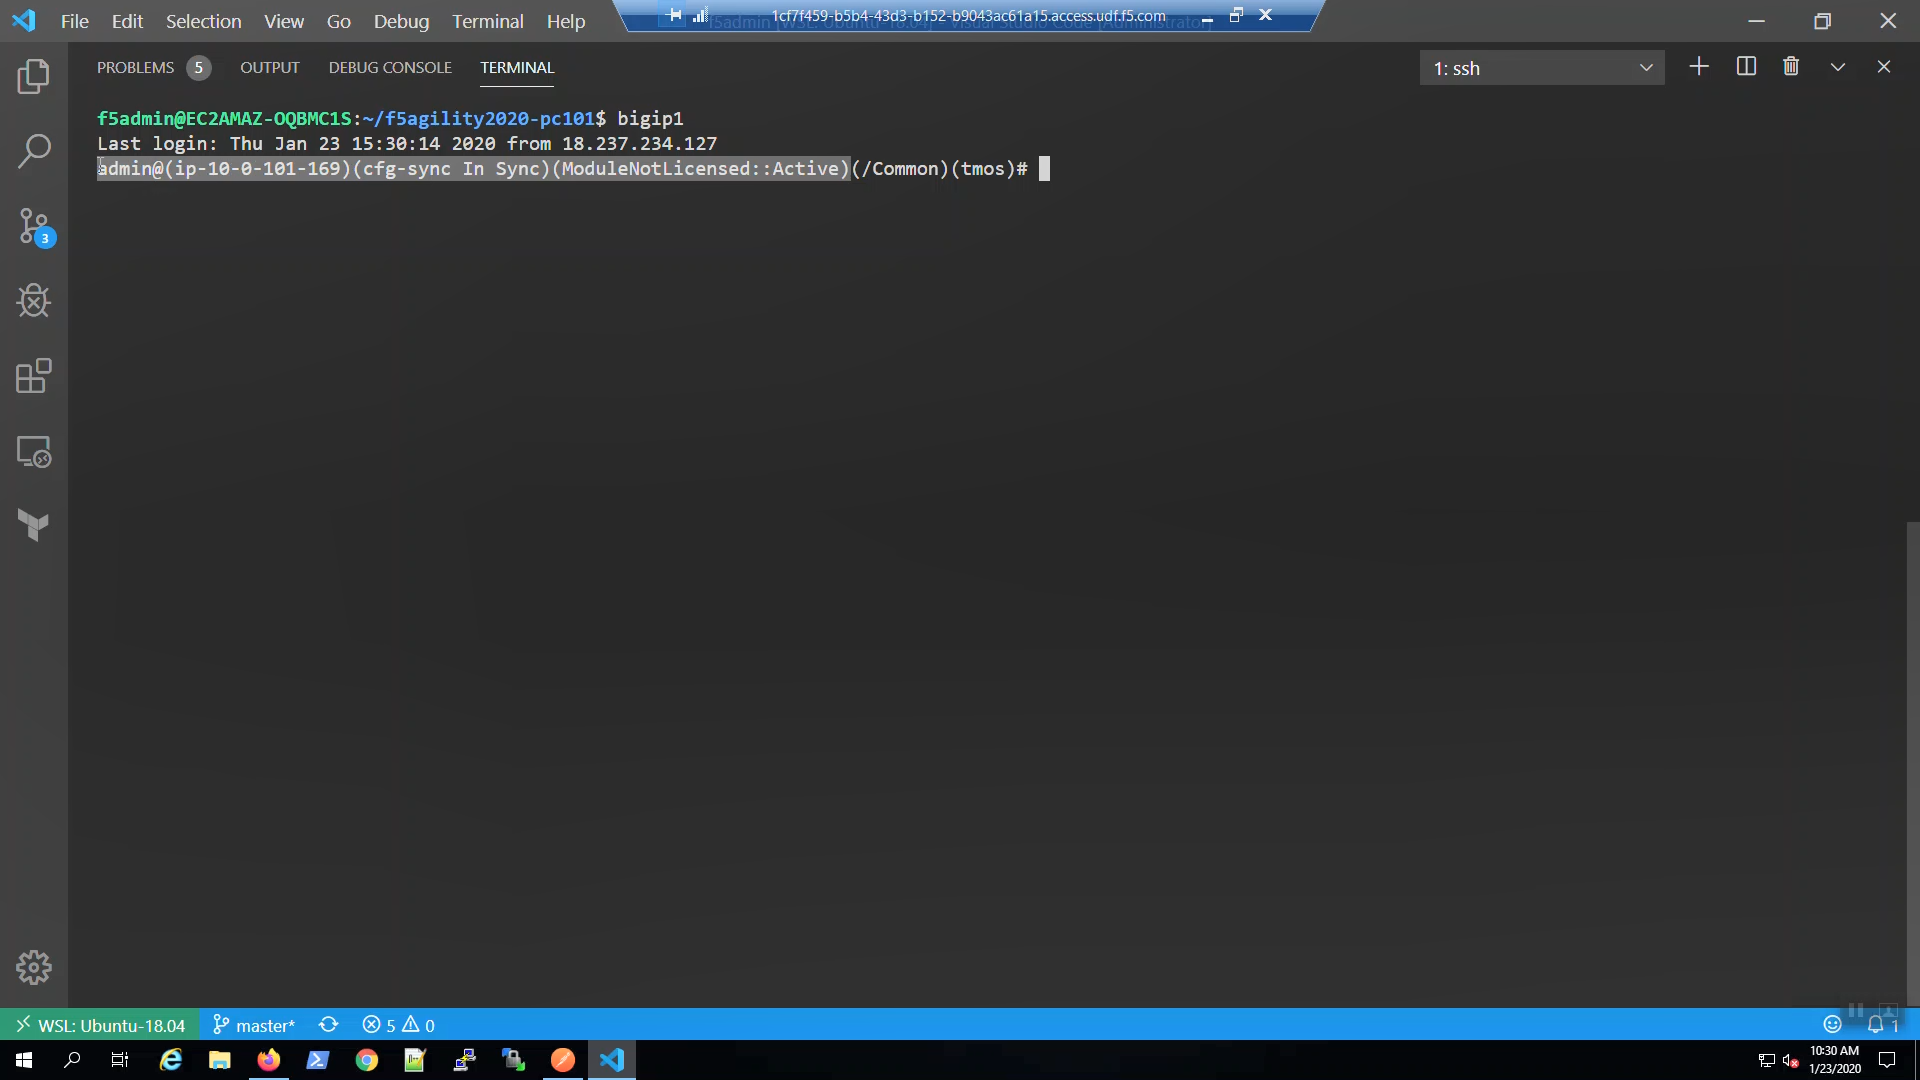 File Edit Selection View Go Debug Terminal Help
1cf7f459-b5b4-43d3-b152-b9043ac61a15.access.udf.f5.com
PROBLEMS 5 OUTPUT DEBUG CONSOLE TERMINAL
1: ssh
f5admin@EC2AMAZ-OQBMC1S:~/f5agility2020-pc101$ bigip1
Last login: Thu Jan 23 15:30:14 2020 from 18.237.234.127
admin@(ip-10-0-101-169)(cfg-sync In Sync)(ModuleNotLicensed::Active)(/Common)(tmos)#
3
WSL: Ubuntu-18.04 master* 5 0
1
10:30 AM
1/23/2020